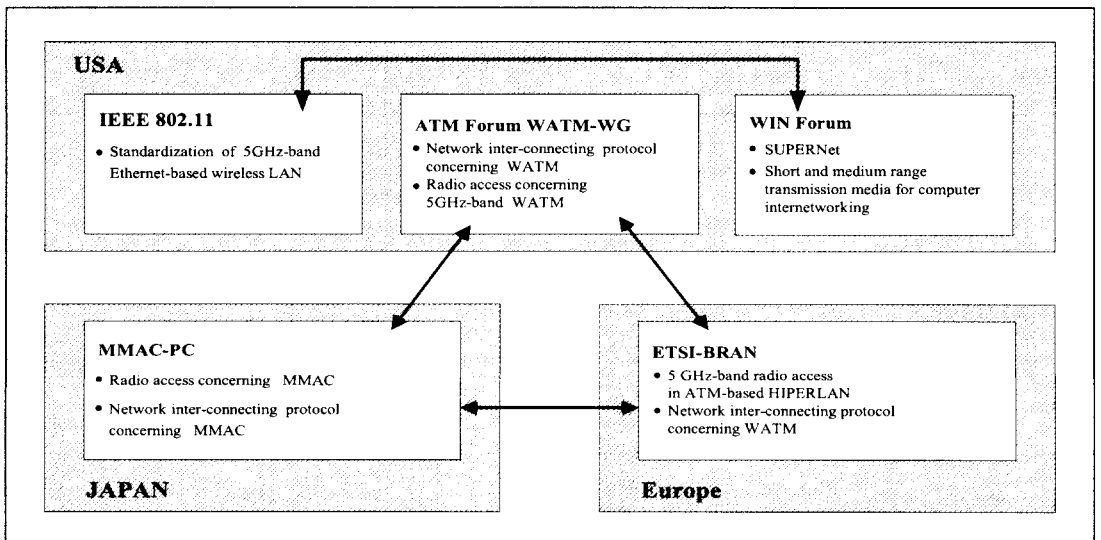 USA
IEEE 802.11
• Standardization of 5GHz-band
Ethernet-based wireless LAN
ATM Forum WATM-WG
• Network inter-connecting protocol
concerning WATM
• Radio access concerning
5GHz-band WATM
WIN Forum
• SUPERNet
• Short and medium range
transmission media for computer
internetworking
MMAC-PC
• Radio access concerning MMAC
• Network inter-connecting protocol
concerning MMAC
JAPAN
ETSI-BRAN
• 5 GHz-band radio access
in ATM-based HIPERLAN
• Network inter-connecting protocol
concerning WATM
Europe